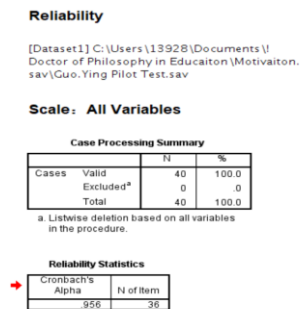 Reliability
[Dataset1] C:\Users\13928\Documents\!
Doctor of Philosophy in Educaiton\Motivaiton.
sav\Guo.Ying Pilot Test.sav
Scale: All Variables
Case Processing Summary
N %
Cases Valid 40 100.0
Excludedᵃ 0 .0
Total 40 100.0
a. Listwise deletion based on all variables
in the procedure.
Reliability Statistics
Cronbach's
Alpha N of Item
.956 36